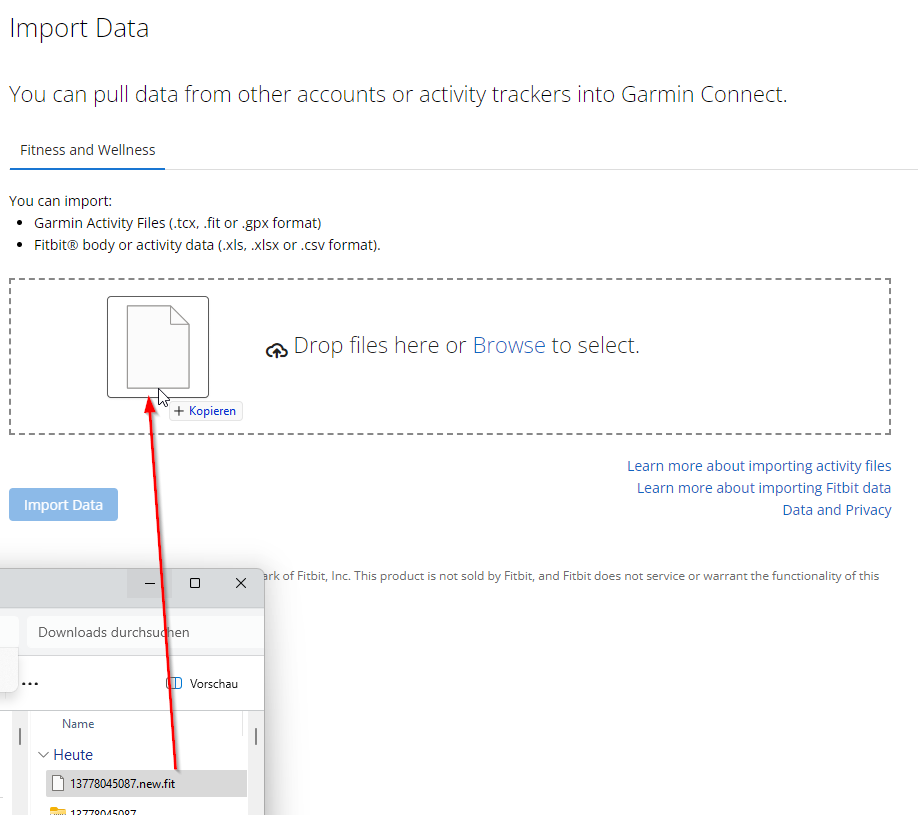 Import Data
You can pull data from other accounts or activity trackers into Garmin Connect.
Fitness and Wellness
You can import:
• Garmin Activity Files (.tcx, .fit or .gpx format)
• Fitbit® body or activity data (.xls, .xlsx or .csv format).
Drop files here or Browse to select.
+ Kopieren
Learn more about importing activity files
Learn more about importing Fitbit data
Data and Privacy
Import Data
of Fitbit, Inc. This product is not sold by Fitbit, and Fitbit does not service or warrant the functionality of this
Downloads durchsuchen
...
Vorschau
Name
Heute
13778045087.new.fit
13778045087